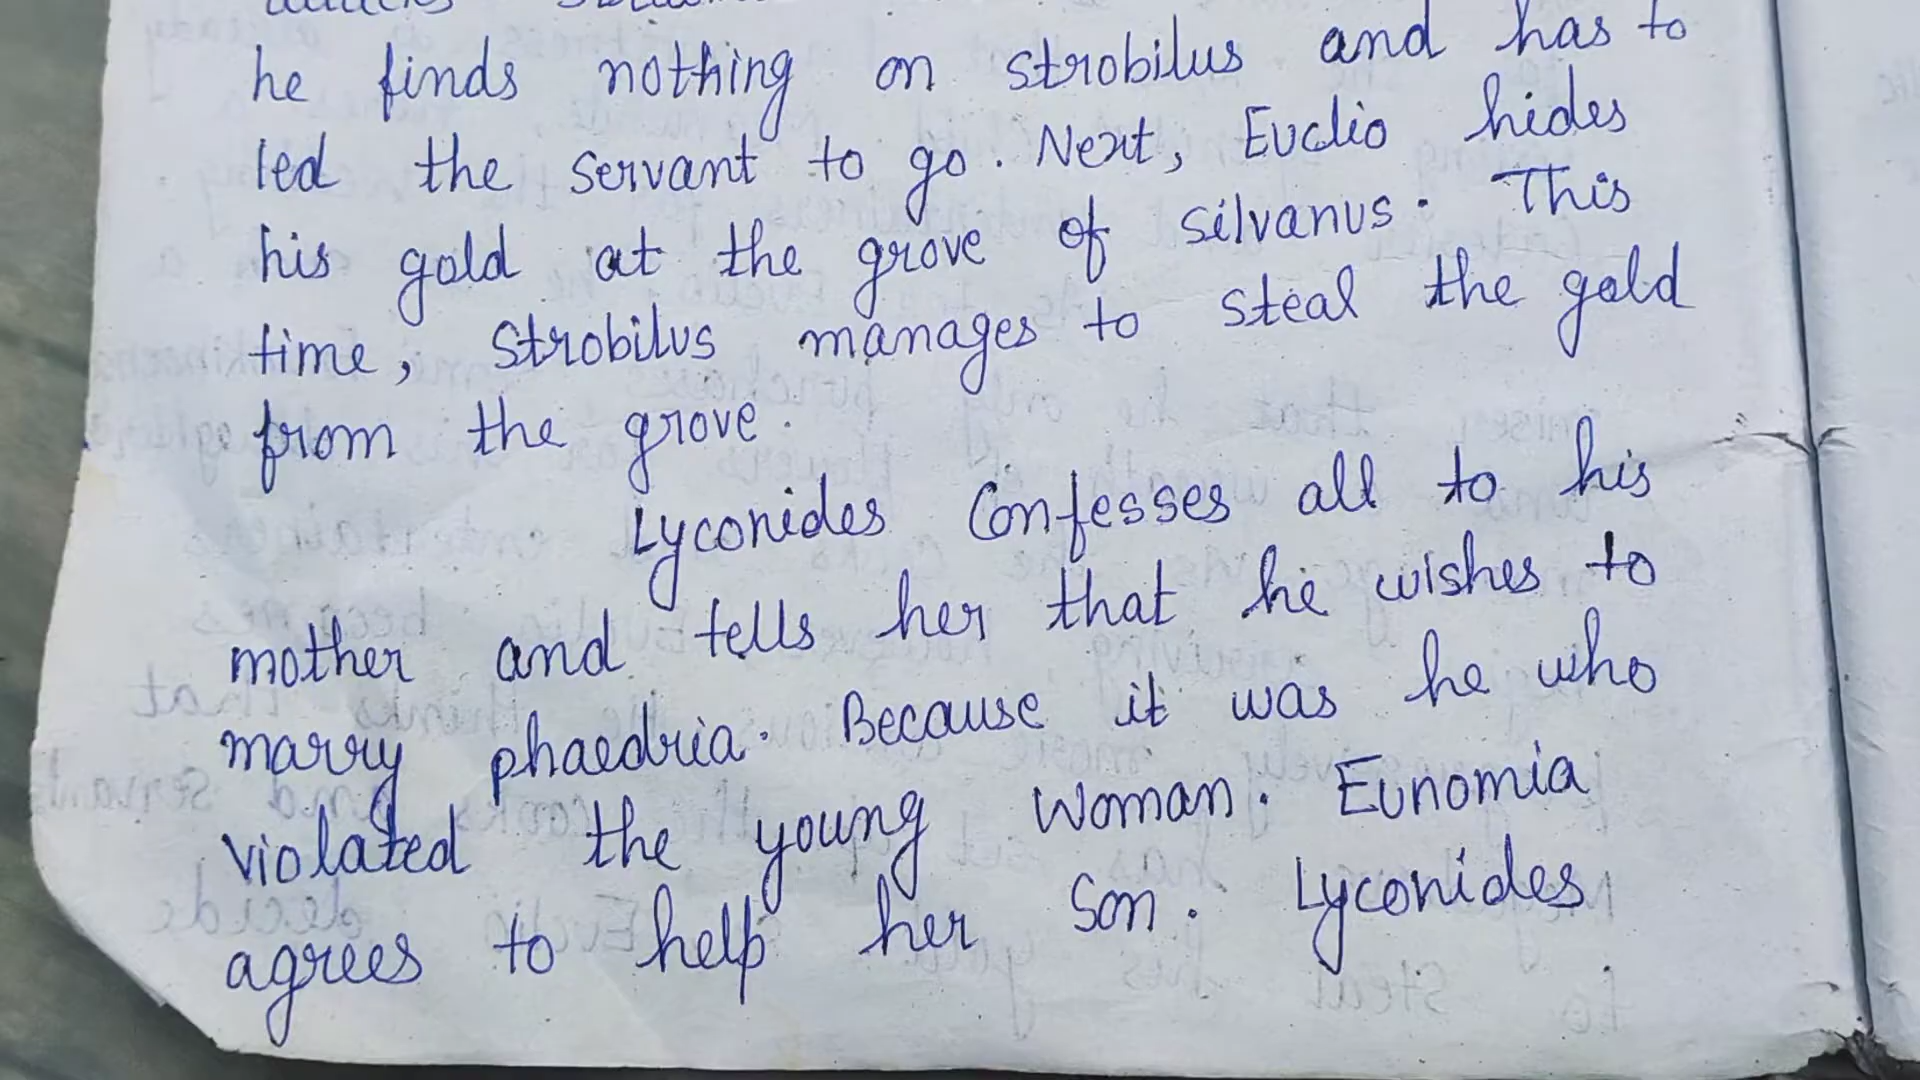 he finds nothing on strobilus and has to
led the servant to go. Next, Euclio hides
his gold at the grove of silvanus. This
time, strobilus manages to steal the gold
from the grove.
Lyconides Confesses all to his
mother and tells her that he wishes to
marry phaedria. Because it was he who
violated the young woman. Eunomia
agrees to help her son. Lyconides